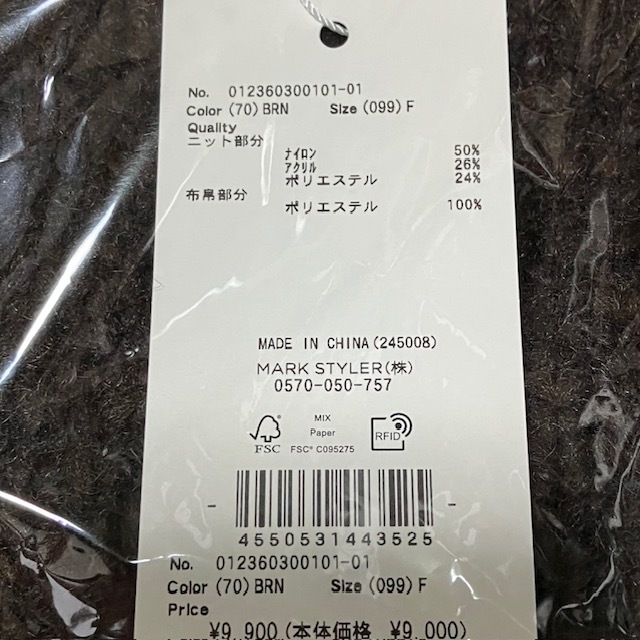 No. 012360300101-01
Color (70) BRN Size (099) F
Quality
ニット部分
ナイロン 50%
アクリル 26%
ポリエステル 24%
布帛部分
ポリエステル 100%
MADE IN CHINA (245008)
MARK STYLER(株)
0570-050-757
FSC
MIX
Paper
FSC® C095275
RFID
- -
4550531443525
No. 012360300101-01
Color (70) BRN Size (099) F
Price
¥9,900 (本体価格 ¥9,000)